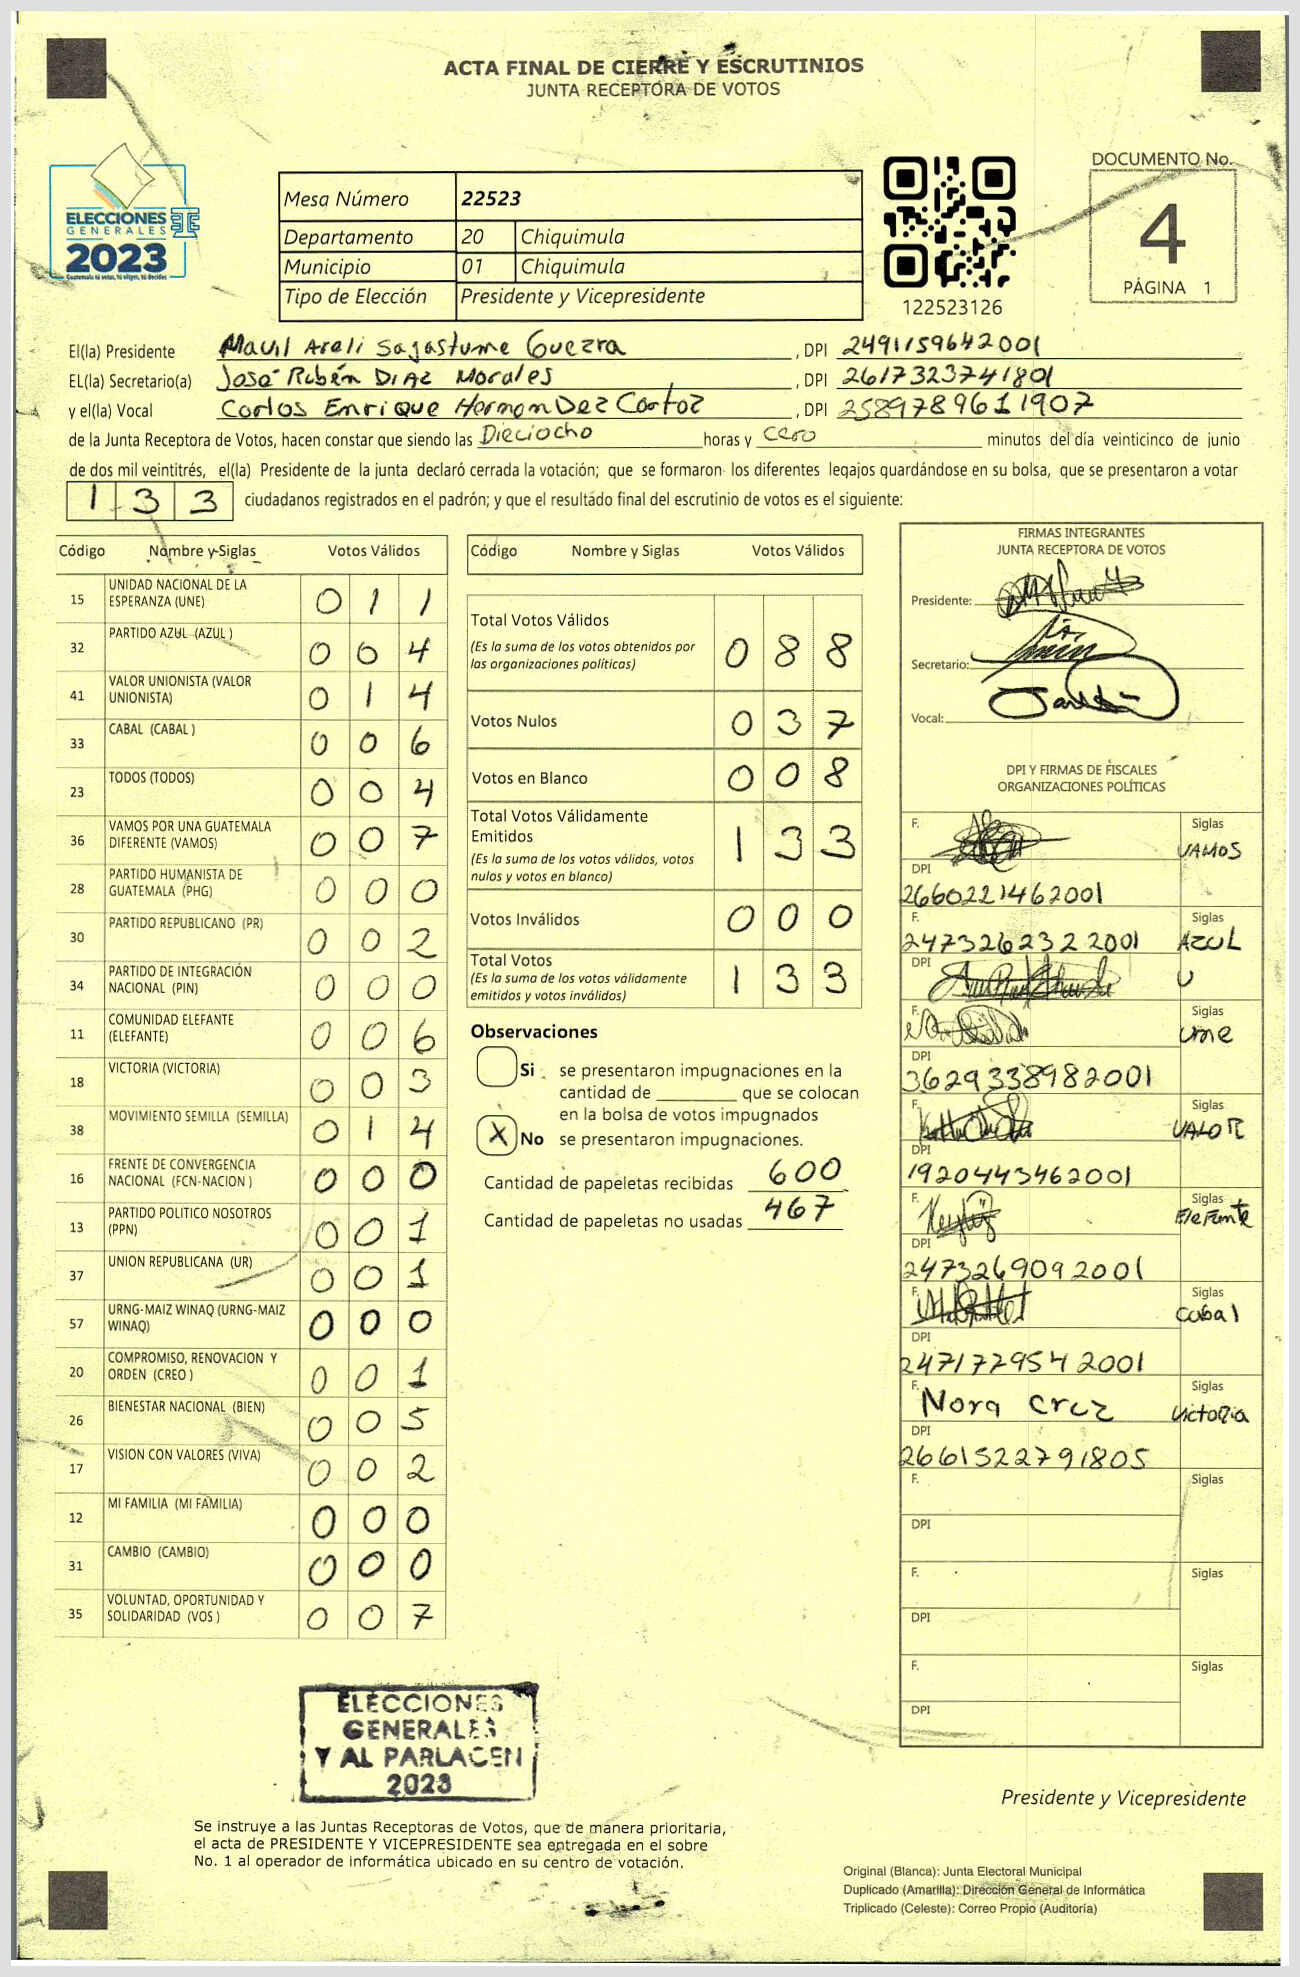 ACTA FINAL DE CIERRE Y ESCRUTINIOS
JUNTA RECEPTORA DE VOTOS
ELECCIONES
GENERALES
2023
Guatemala tú votas, tú eliges, tú decides
Mesa Número 22523
Departamento 20 Chiquimula
Municipio 01 Chiquimula
Tipo de Elección Presidente y Vicepresidente
122523126
DOCUMENTO No.
4
PÁGINA 1
El(la) Presidente Mavil Areli Sagastume Guerra, DPI 2491159642001
EL(la) Secretario(a) José Rubén DIAZ Morales, DPI 2617323741801
y el(la) Vocal Carlos Enrique HernanDez Cortoz, DPI 2589789611907
de la Junta Receptora de Votos, hacen constar que siendo las Dieciocho horas y cero minutos del día veinticinco de junio
de dos mil veintitrés, el(la) Presidente de la junta declaró cerrada la votación; que se formaron los diferentes legajos quardándose en su bolsa, que se presentaron a votar
133 ciudadanos registrados en el padrón; y que el resultado final del escrutinio de votos es el siguiente:
Código Nombre y Siglas Votos Válidos
15 UNIDAD NACIONAL DE LA ESPERANZA (UNE) 0 1 1
32 PARTIDO AZUL (AZUL ) 0 0 4
41 VALOR UNIONISTA (VALOR UNIONISTA) 0 1 4
33 CABAL (CABAL ) 0 0 6
23 TODOS (TODOS) 0 0 4
36 VAMOS POR UNA GUATEMALA DIFERENTE (VAMOS) 0 0 7
28 PARTIDO HUMANISTA DE GUATEMALA (PHG) 0 0 0
30 PARTIDO REPUBLICANO (PR) 0 0 2
34 PARTIDO DE INTEGRACIÓN NACIONAL (PIN) 0 0 0
11 COMUNIDAD ELEFANTE (ELEFANTE) 0 0 6
18 VICTORIA (VICTORIA) 0 0 3
38 MOVIMIENTO SEMILLA (SEMILLA) 0 1 4
16 FRENTE DE CONVERGENCIA NACIONAL (FCN-NACION ) 0 0 0
13 PARTIDO POLITICO NOSOTROS (PPN) 0 0 1
37 UNION REPUBLICANA (UR) 0 0 1
57 URNG-MAIZ WINAQ (URNG-MAIZ WINAQ) 0 0 0
20 COMPROMISO, RENOVACION Y ORDEN (CREO ) 0 0 1
26 BIENESTAR NACIONAL (BIEN) 0 0 5
17 VISION CON VALORES (VIVA) 0 0 2
12 MI FAMILIA (MI FAMILIA) 0 0 0
31 CAMBIO (CAMBIO) 0 0 0
35 VOLUNTAD, OPORTUNIDAD Y SOLIDARIDAD (VOS ) 0 0 7
Código Nombre y Siglas Votos Válidos
Total Votos Válidos 0 8 8
(Es la suma de los votos obtenidos por
las organizaciones políticas)
Votos Nulos 0 3 7
Votos en Blanco 0 0 8
Total Votos Válidamente
Emitidos 1 3 3
(Es la suma de los votos válidos, votos
nulos y votos en blanco)
Votos Inválidos 0 0 0
Total Votos 1 3 3
(Es la suma de los votos válidamente
emitidos y votos inválidos)
Observaciones
Si se presentaron impugnaciones en la
cantidad de ________ que se colocan
en la bolsa de votos impugnados
X No se presentaron impugnaciones.
Cantidad de papeletas recibidas 600
Cantidad de papeletas no usadas 467
FIRMAS INTEGRANTES
JUNTA RECEPTORA DE VOTOS
Presidente:
Secretario:
Vocal:
DPI Y FIRMAS DE FISCALES
ORGANIZACIONES POLÍTICAS
F. Siglas
VAMOS
DPI
2660221462001
F. Siglas
2473262322001 AZUL
DPI
U
F. Siglas
une
DPI
3629338982001
F. Siglas
VALOR
DPI
1920443462001
F. Siglas
EleFante
DPI
2473269092001
F. Siglas
Cabal
DPI
2471779542001
F. Siglas
Nora cruz Victoria
DPI
2661522791805
F. Siglas
DPI
F. Siglas
DPI
F. Siglas
DPI
ELECCIONES
GENERALES
Y AL PARLACEN
2023
Presidente y Vicepresidente
Se instruye a las Juntas Receptoras de Votos, que de manera prioritaria,
el acta de PRESIDENTE Y VICEPRESIDENTE sea entregada en el sobre
No. 1 al operador de informática ubicado en su centro de votación.
Original (Blanca): Junta Electoral Municipal
Duplicado (Amarilla): Dirección General de Informática
Triplicado (Celeste): Correo Propio (Auditoría)